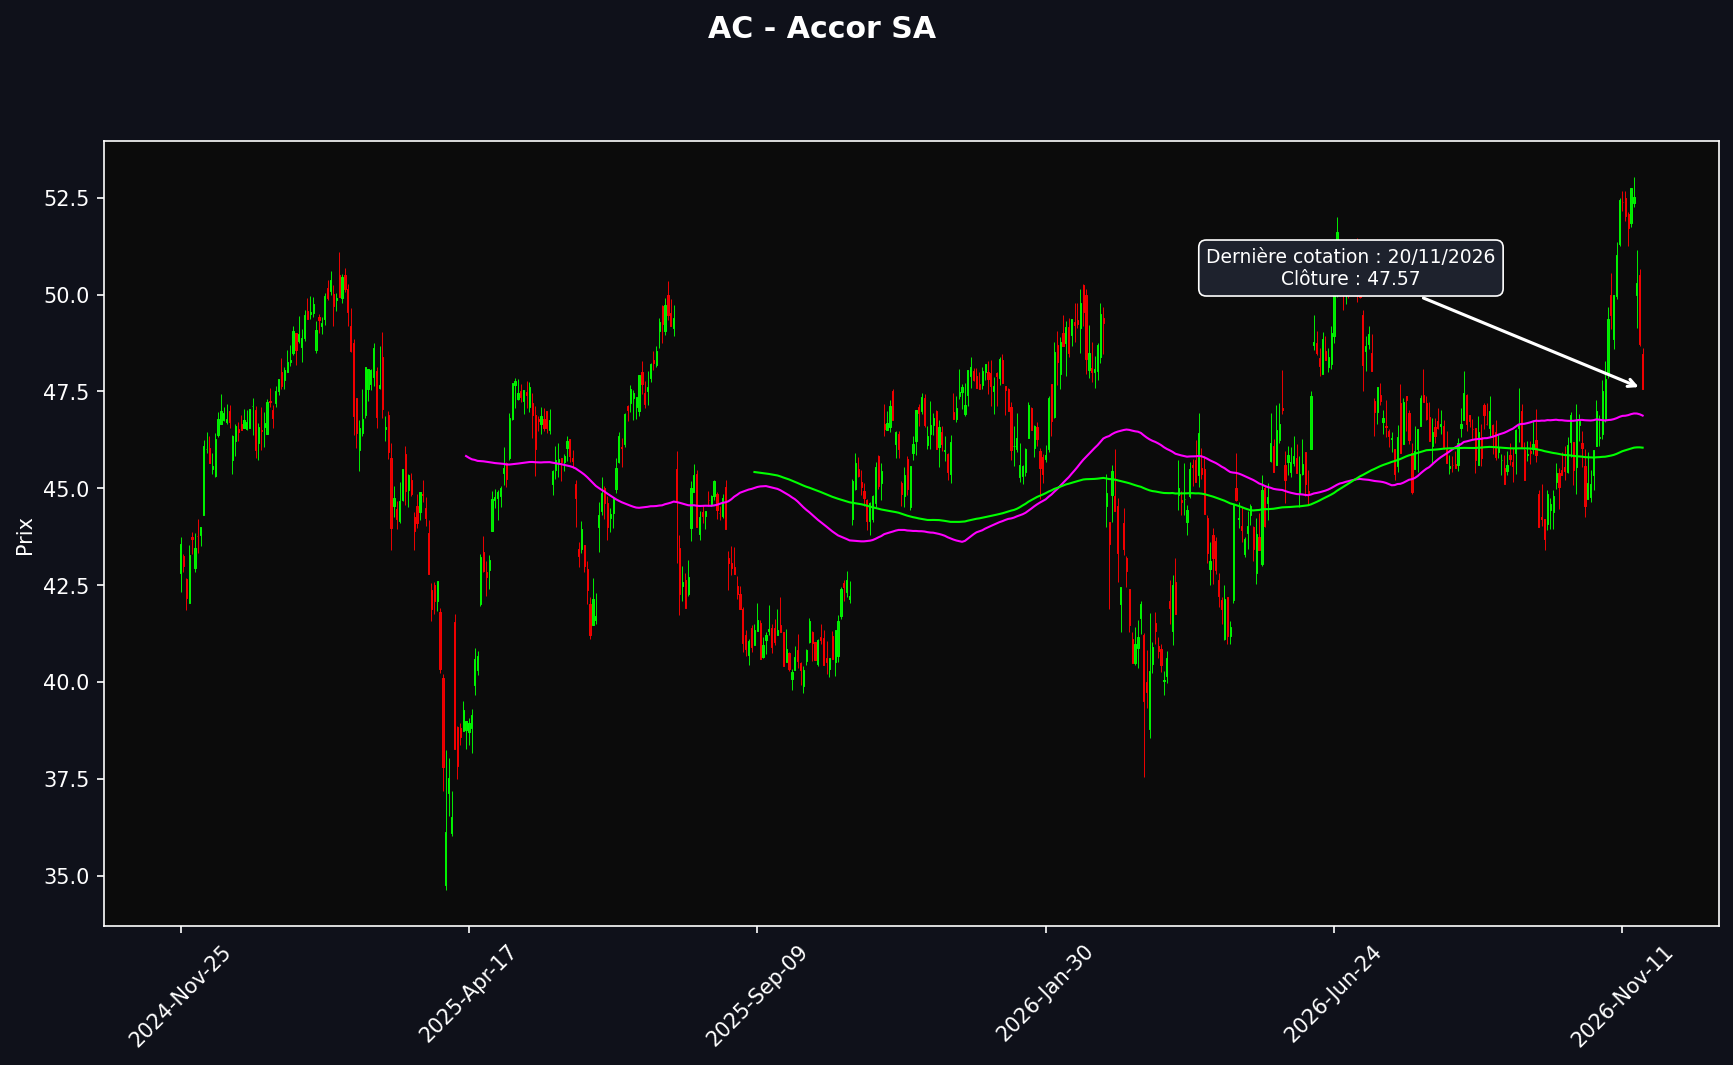 AC - Accor SA
Prix
52.5
50.0
47.5
45.0
42.5
40.0
37.5
35.0
Dernière cotation : 20/11/2026
Clôture : 47.57
2024-Nov-25
2025-Apr-17
2025-Sep-09
2026-Jan-30
2026-Jun-24
2026-Nov-11